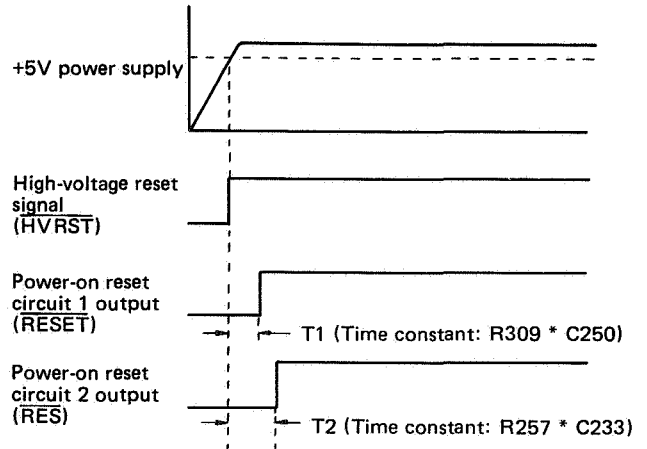 +5V power supply
High-voltage reset
signal
(HVRST)
Power-on reset
circuit 1 output
(RESET)
T1 (Time constant: R309 * C250)
Power-on reset
circuit 2 output
(RES)
T2 (Time constant: R257 * C233)